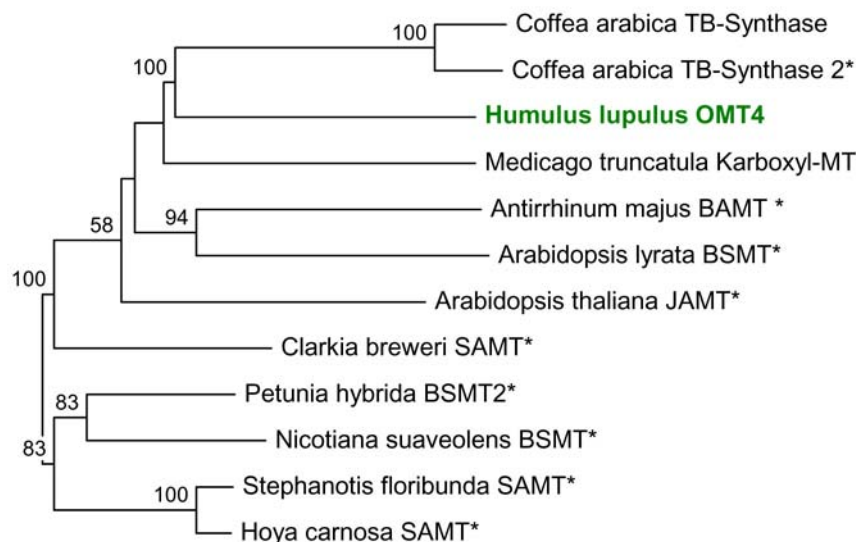 100
Coffea arabica TB-Synthase
100
Coffea arabica TB-Synthase 2*
Humulus lupulus OMT4
Medicago truncatula Karboxyl-MT
94
Antirrhinum majus BAMT *
58
Arabidopsis lyrata BSMT*
100
Arabidopsis thaliana JAMT*
Clarkia breweri SAMT*
83
Petunia hybrida BSMT2*
83
Nicotiana suaveolens BSMT*
100
Stephanotis floribunda SAMT*
Hoya carnosa SAMT*